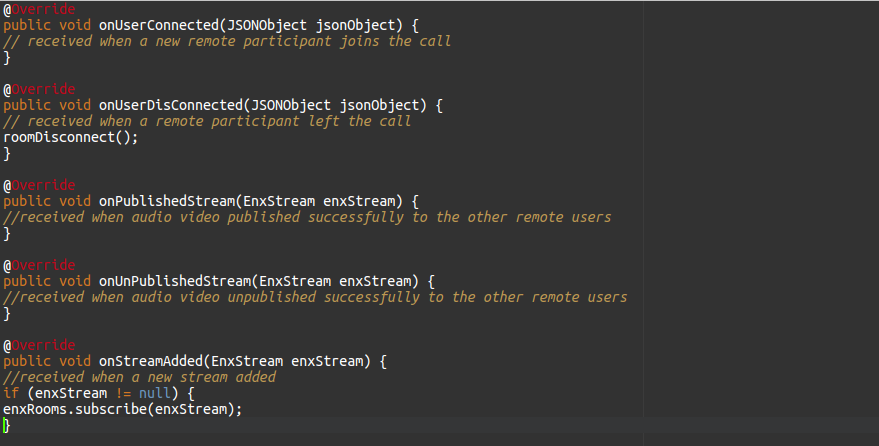 @Override
public void onUserConnected(JSONObject jsonObject) {
// received when a new remote participant joins the call
}

@Override
public void onUserDisConnected(JSONObject jsonObject) {
// received when a remote participant left the call
roomDisconnect();
}

@Override
public void onPublishedStream(EnxStream enxStream) {
//received when audio video published successfully to the other remote users
}

@Override
public void onUnPublishedStream(EnxStream enxStream) {
//received when audio video unpublished successfully to the other remote users
}

@Override
public void onStreamAdded(EnxStream enxStream) {
//received when a new stream added
if (enxStream != null) {
enxRooms.subscribe(enxStream);
}